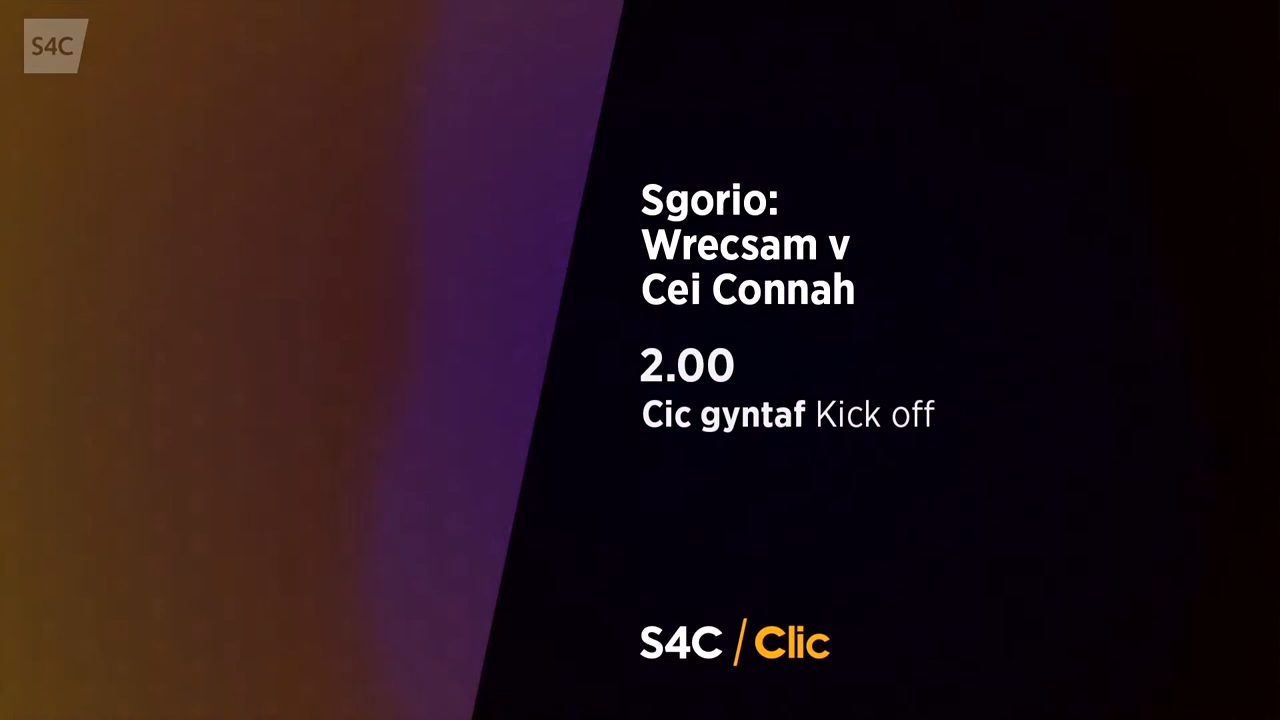 S4C
Sgorio:
Wrecsam v
Cei Connah
2.00
Cic gyntaf Kick off
S4C / Clic